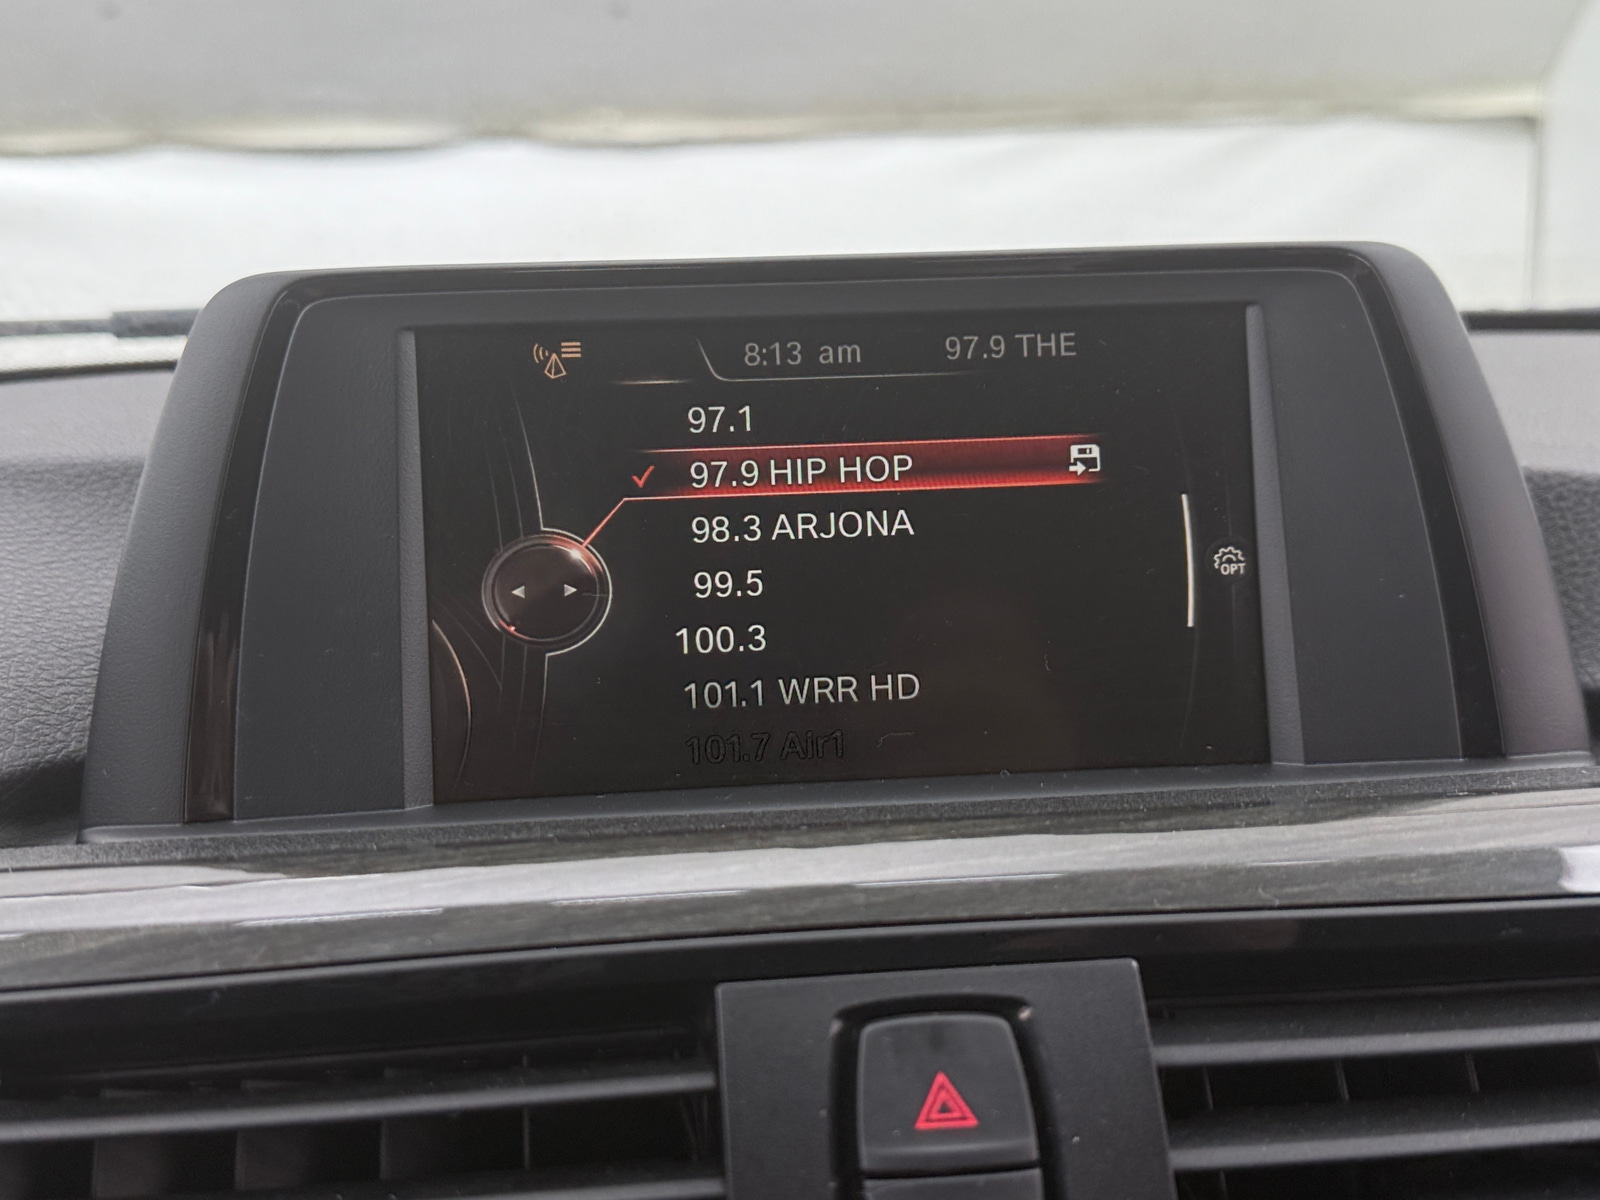 8:13 am 97.9 THE
97.1
97.9 HIP HOP
98.3 ARJONA
99.5
OPT
100.3
101.1 WRR HD
101.7 Air1